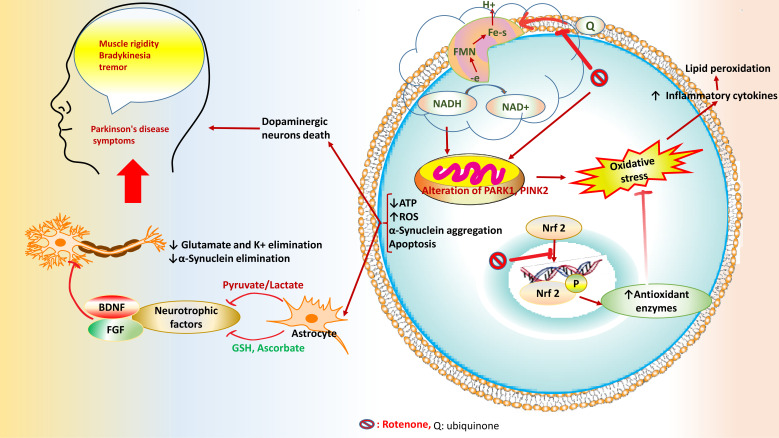 Muscle rigidity
Bradykinesia
tremor
Parkinson's disease
symptoms
Dopaminergic
neurons death
↓ Glutamate and K+ elimination
↓α-Synuclein elimination
Pyruvate/Lactate
BDNF
FGF
Neurotrophic
factors
Astrocyte
GSH, Ascorbate
H+
Fe-s
FMN
-e
Q
NADH
NAD+
Alteration of PARK1, PINK2
↓ATP
↑ROS
α-Synuclein aggregation
Apoptosis
Oxidative
stress
Lipid peroxidation
↑ Inflammatory cytokines
Nrf 2
Nrf 2
P
↑Antioxidant
enzymes
: Rotenone, Q: ubiquinone